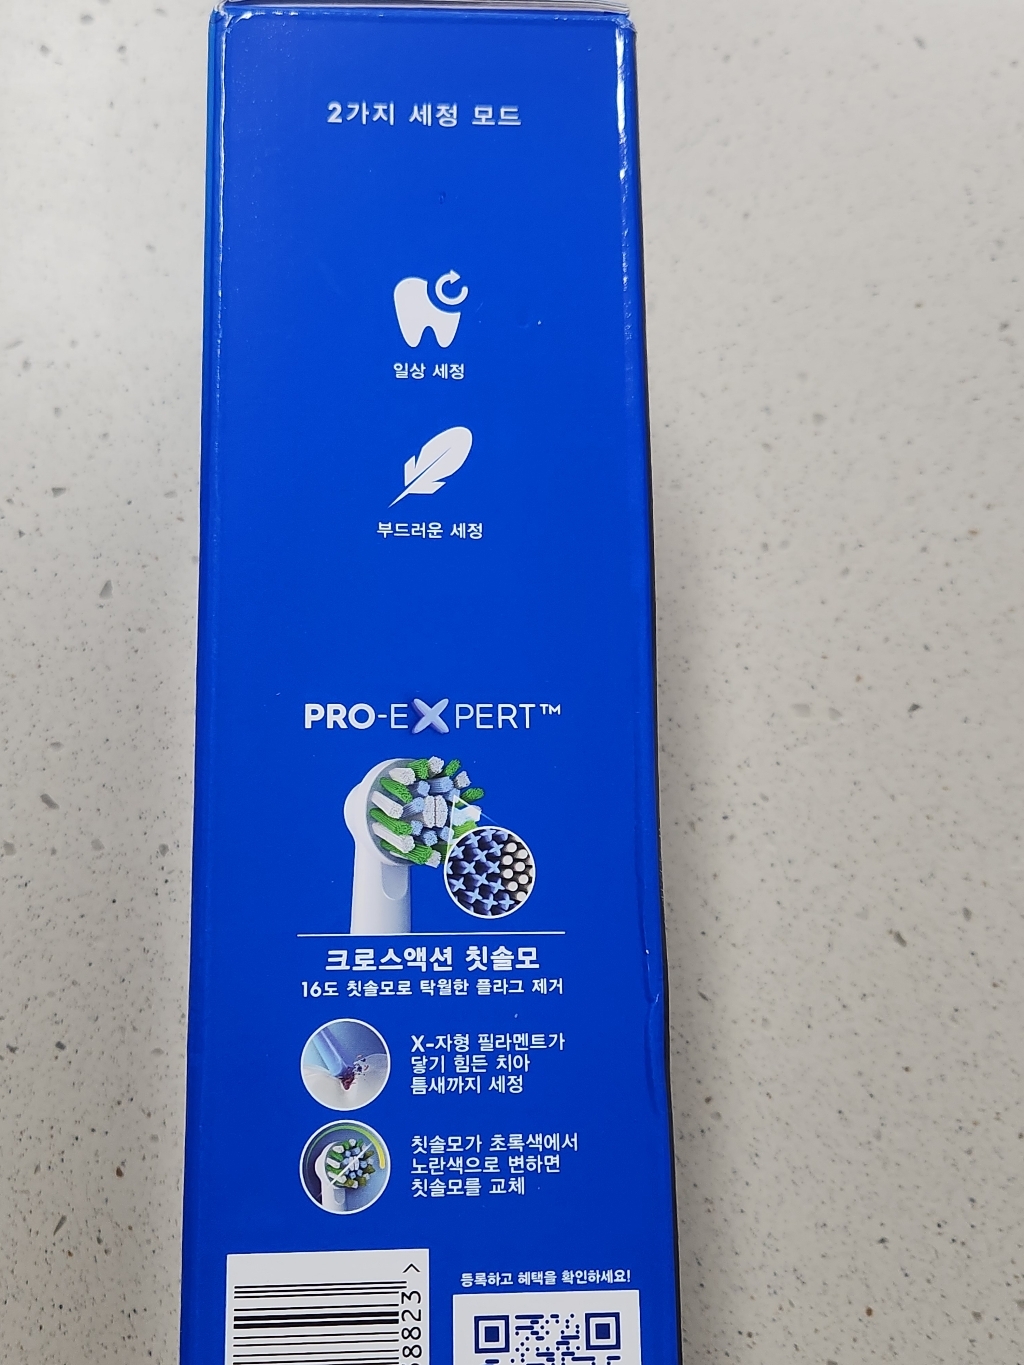 2가지 세정 모드
일상 세정
부드러운 세정
PRO-EXPERT™
크로스액션 칫솔모
16도 칫솔모로 탁월한 플라그 제거
X-자형 필라멘트가
닿기 힘든 치아
틈새까지 세정
칫솔모가 초록색에서
노란색으로 변하면
칫솔모를 교체
등록하고 혜택을 확인하세요!
8823 >